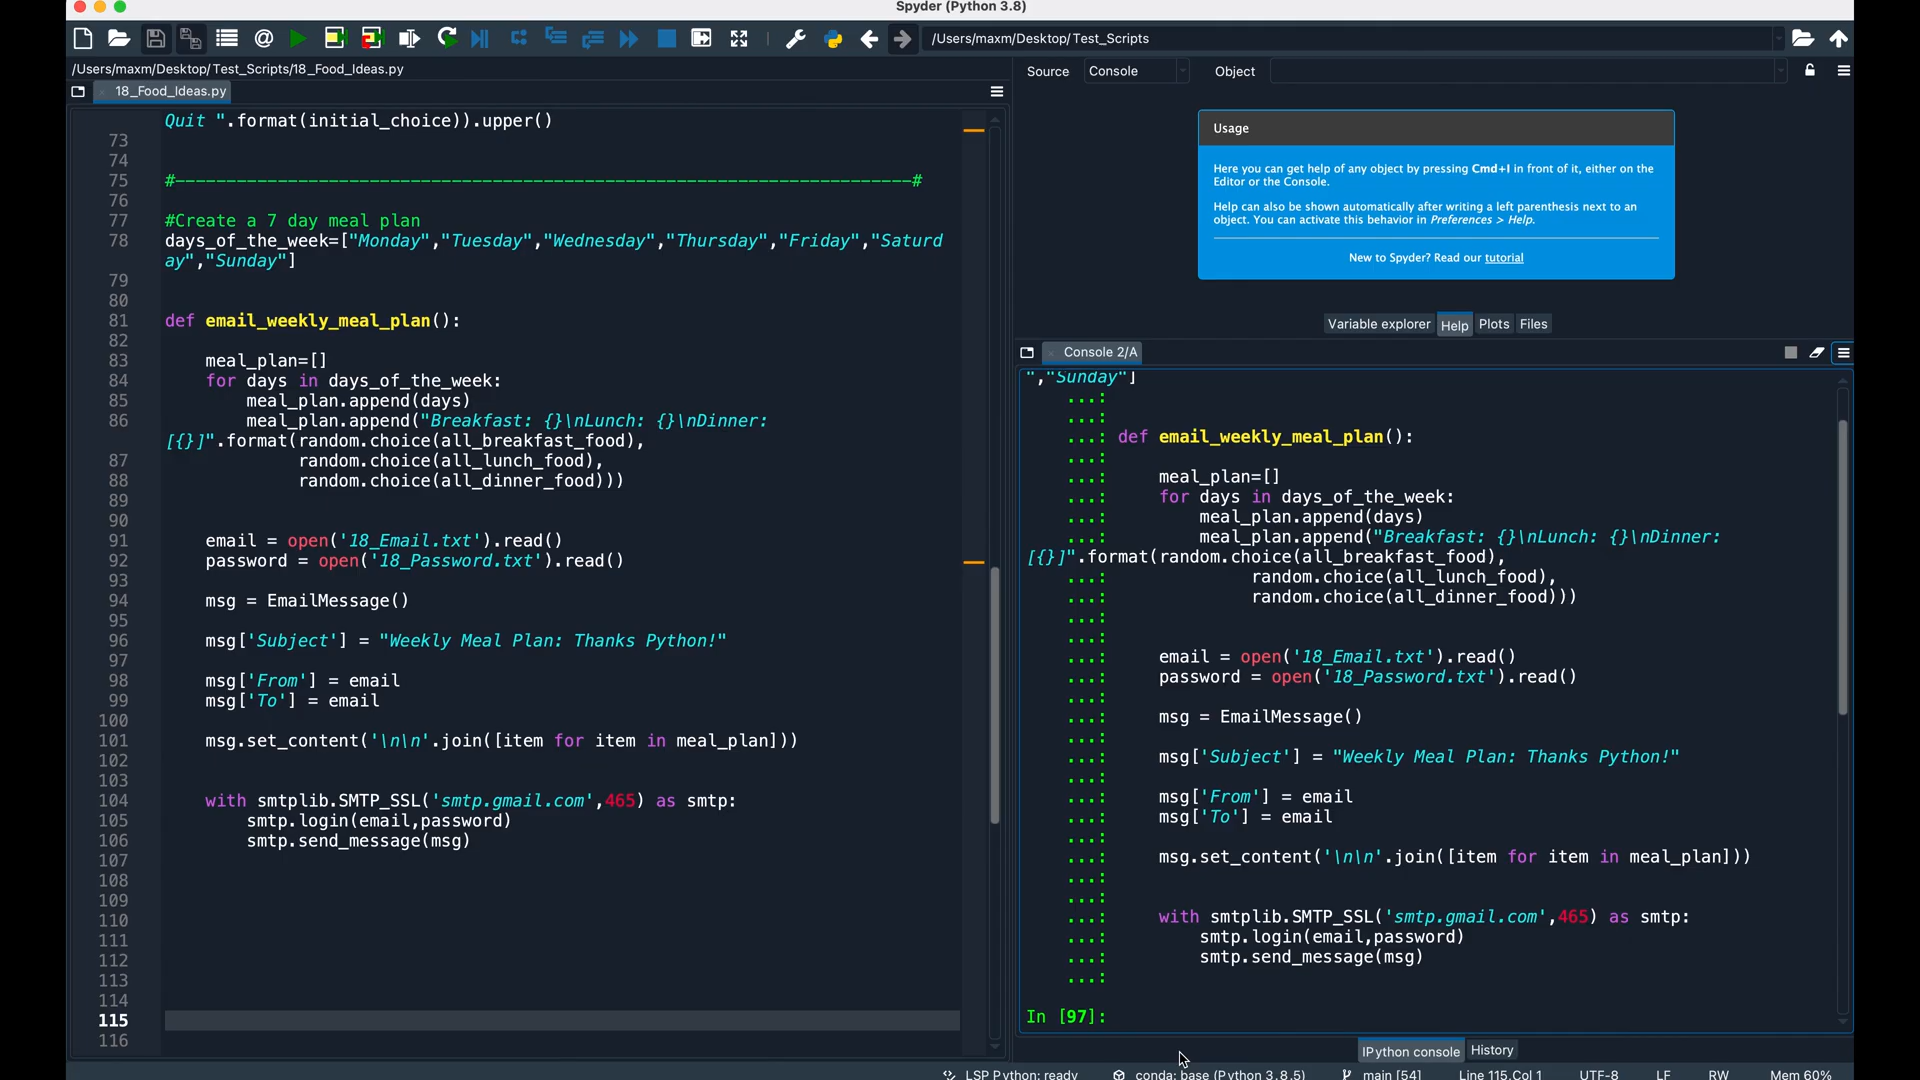 Spyder (Python 3.8)
/Users/maxm/Desktop/Test_Scripts
/Users/maxm/Desktop/Test_Scripts/18_Food_Ideas.py
18_Food_Ideas.py
Quit ".format(initial_choice)).upper()
73
74
75 #------------------------------------------------------------------------#
76
77 #Create a 7 day meal plan
78 days_of_the_week=["Monday","Tuesday","Wednesday","Thursday","Friday","Saturd
ay","Sunday"]
79
80
81 def email_weekly_meal_plan():
82
83 meal_plan=[]
84 for days in days_of_the_week:
85 meal_plan.append(days)
86 meal_plan.append("Breakfast: {}\nLunch: {}\nDinner:
[{}]".format(random.choice(all_breakfast_food),
87 random.choice(all_lunch_food),
88 random.choice(all_dinner_food)))
89
90
91 email = open('18_Email.txt').read()
92 password = open('18_Password.txt').read()
93
94 msg = EmailMessage()
95
96 msg['Subject'] = "Weekly Meal Plan: Thanks Python!"
97
98 msg['From'] = email
99 msg['To'] = email
100
101 msg.set_content('\n\n'.join([item for item in meal_plan]))
102
103
104 with smtplib.SMTP_SSL('smtp.gmail.com',465) as smtp:
105 smtp.login(email,password)
106 smtp.send_message(msg)
107
108
109
110
111
112
113
114
115
116
Source Console Object
Usage
Here you can get help of any object by pressing Cmd+I in front of it, either on the
Editor or the Console.
Help can also be shown automatically after writing a left parenthesis next to an
object. You can activate this behavior in Preferences > Help.
New to Spyder? Read our tutorial
Variable explorer Help Plots Files
Console 2/A
","Sunday"]
...:
...:
...: def email_weekly_meal_plan():
...:
...: meal_plan=[]
...: for days in days_of_the_week:
...: meal_plan.append(days)
...: meal_plan.append("Breakfast: {}\nLunch: {}\nDinner:
[{}]".format(random.choice(all_breakfast_food),
...: random.choice(all_lunch_food),
...: random.choice(all_dinner_food)))
...:
...:
...: email = open('18_Email.txt').read()
...: password = open('18_Password.txt').read()
...:
...: msg = EmailMessage()
...:
...: msg['Subject'] = "Weekly Meal Plan: Thanks Python!"
...:
...: msg['From'] = email
...: msg['To'] = email
...:
...: msg.set_content('\n\n'.join([item for item in meal_plan]))
...:
...:
...: with smtplib.SMTP_SSL('smtp.gmail.com',465) as smtp:
...: smtp.login(email,password)
...: smtp.send_message(msg)
...:
In [97]:
IPython console History
LSP Python: ready conda: base (Python 3.8.5) main [54] Line 115, Col 1 UTF-8 LF RW Mem 60%